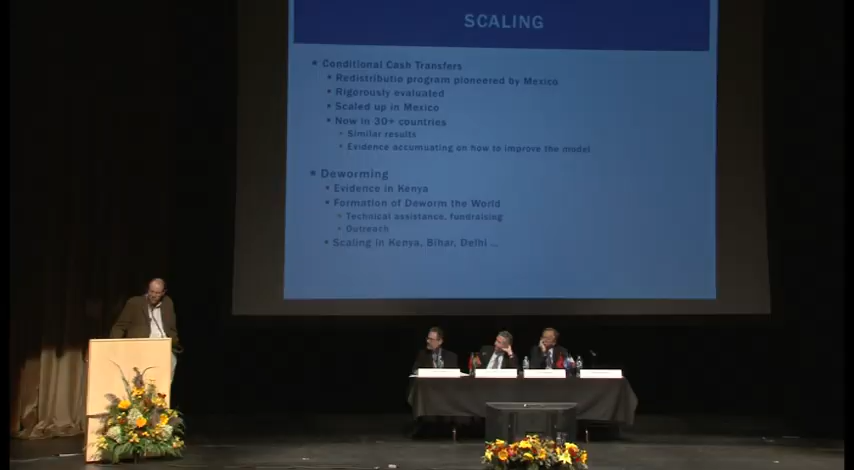 SCALING
Conditional Cash Transfers
Redistributio program pioneered by Mexico
Rigorously evaluated
Scaled up in Mexico
Now in 30+ countries
Similar results
Evidence accumuating on how to improve the model
Deworming
Evidence in Kenya
Formation of Deworm the World
Technical assistance, fundraising
Outreach
Scaling in Kenya, Bihar, Delhi ...